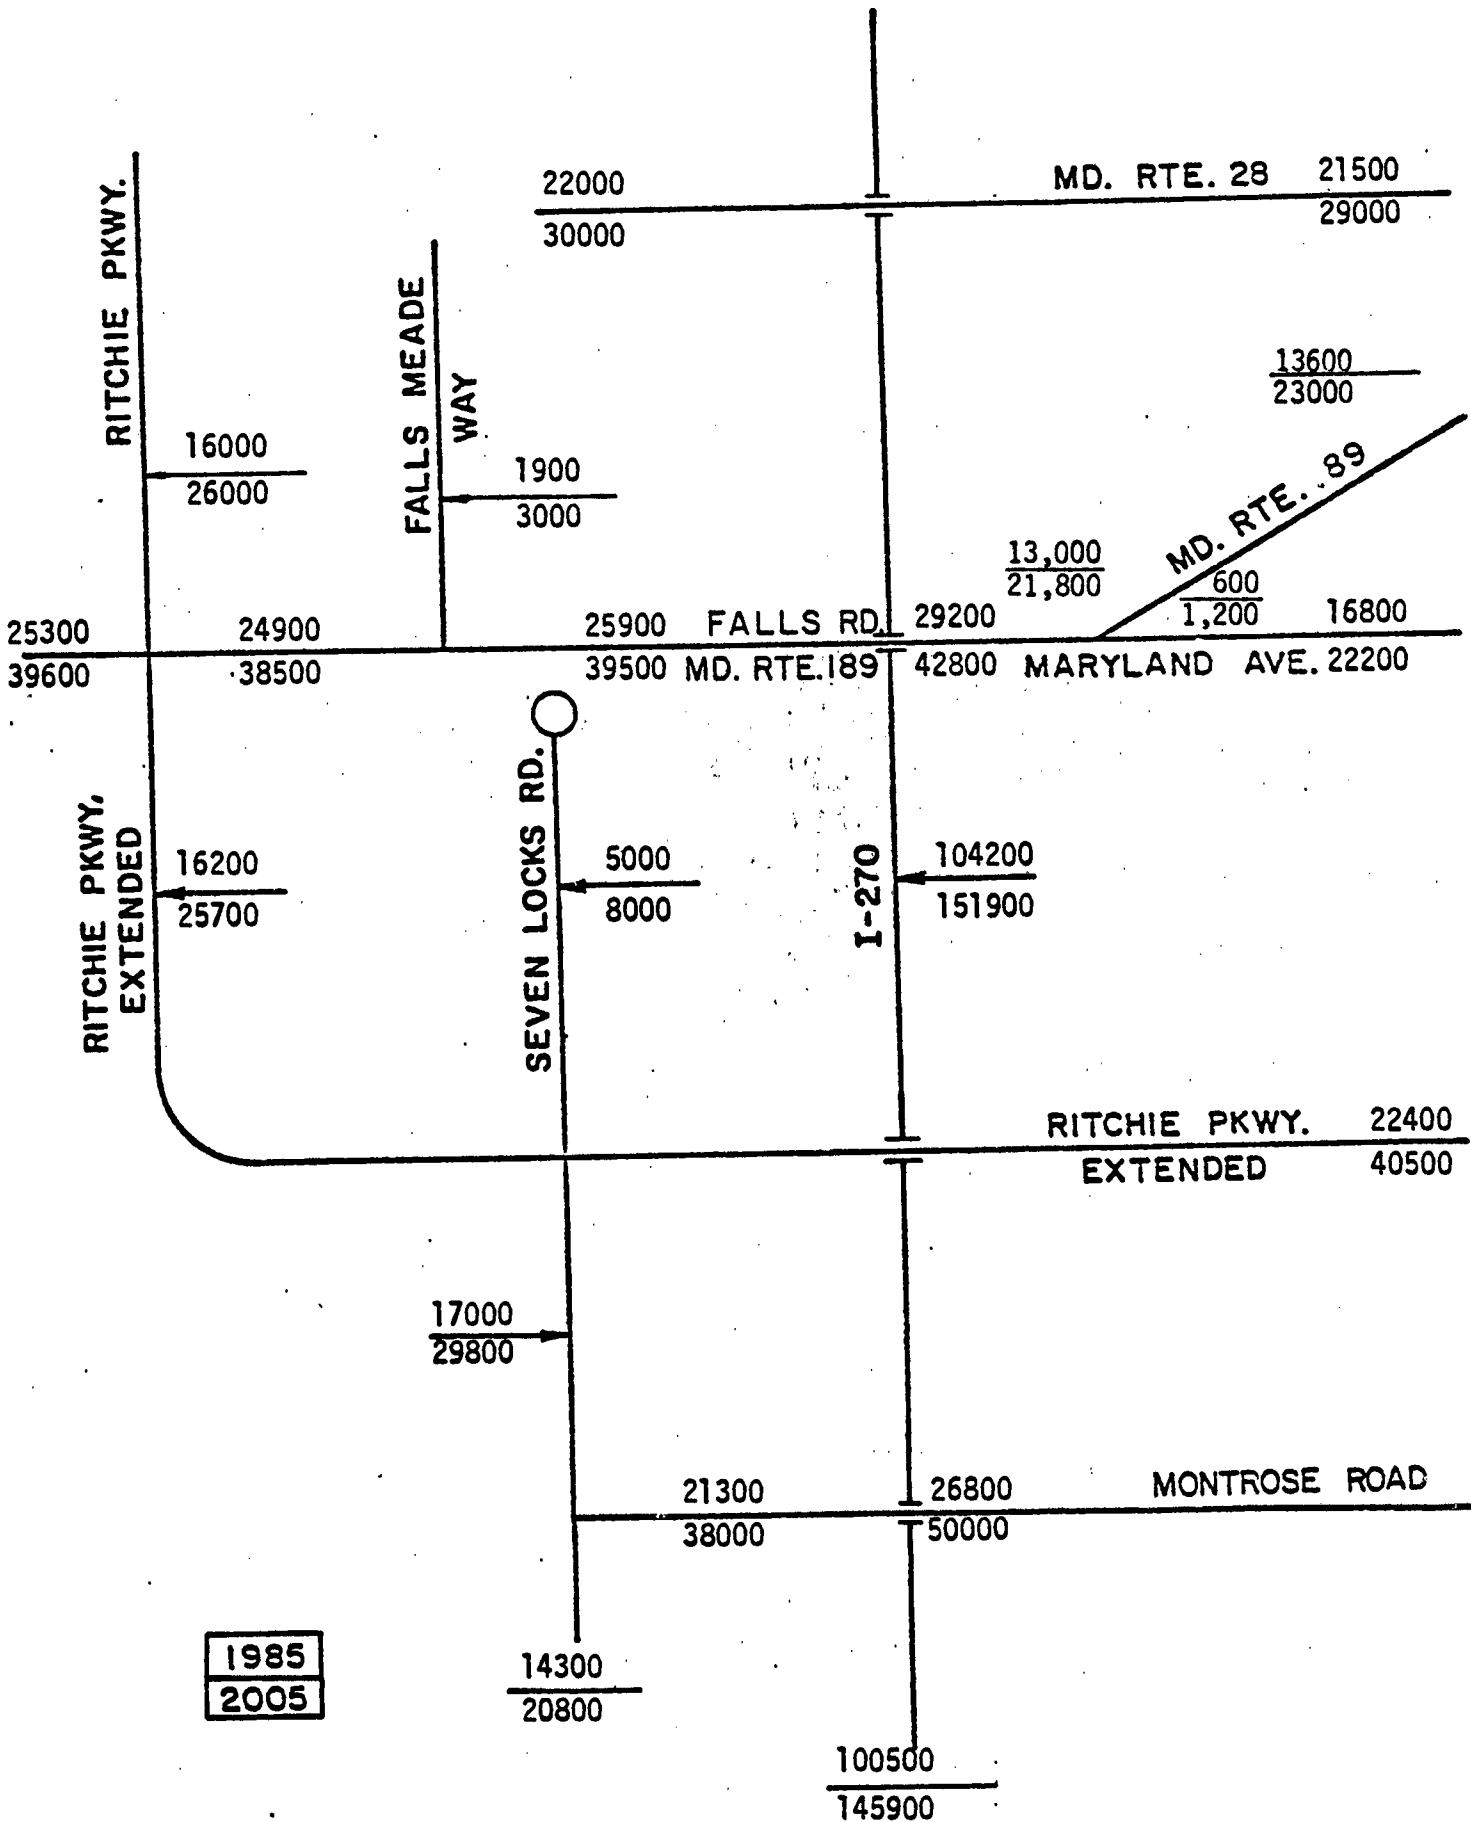 22000
MD. RTE. 28 21500
30000
29000
RITCHIE PKWY.
FALLS MEADE
WAY
13600
23000
16000
26000
1900
3000
MD. RTE. 89
13,000
21,800
600
1,200
25300 24900 25900 FALLS RD. 29200 16800
39600 38500 39500 MD. RTE. 189 42800 MARYLAND AVE. 22200
RITCHIE PKWY,
EXTENDED
16200
25700
SEVEN LOCKS RD.
5000
8000
I-270
104200
151900
RITCHIE PKWY. 22400
EXTENDED 40500
17000
29800
21300 26800 MONTROSE ROAD
38000 50000
1985
2005
14300
20800
100500
145900